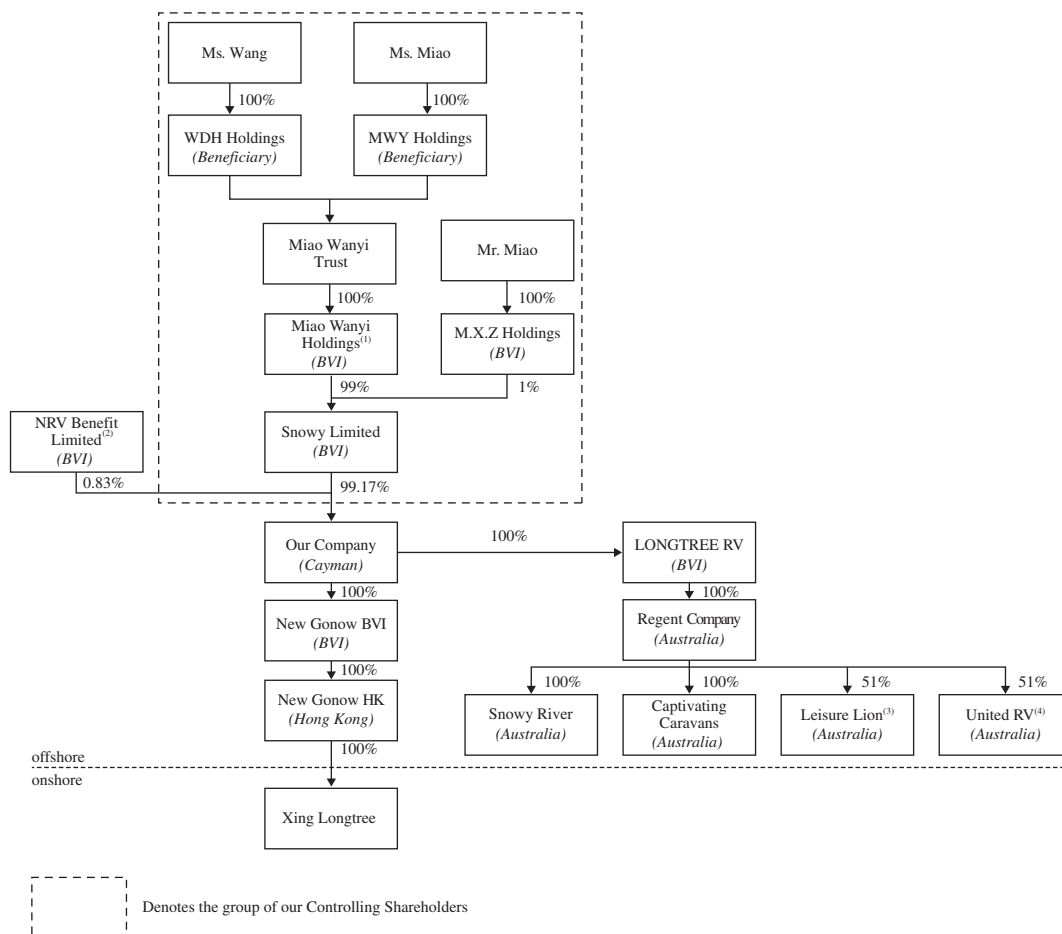 Ms. Wang
Ms. Miao
100%
100%
WDH Holdings
(Beneficiary)
MWY Holdings
(Beneficiary)
Miao Wanyi
Trust
Mr. Miao
100%
100%
Miao Wanyi
Holdings(1)
(BVI)
M.X.Z Holdings
(BVI)
99%
1%
NRV Benefit
Limited(2)
(BVI)
Snowy Limited
(BVI)
0.83%
99.17%
Our Company
(Cayman)
100%
LONGTREE RV
(BVI)
100%
100%
New Gonow BVI
(BVI)
Regent Company
(Australia)
100%
100%
100%
51%
51%
New Gonow HK
(Hong Kong)
Snowy River
(Australia)
Captivating
Caravans
(Australia)
Leisure Lion(3)
(Australia)
United RV(4)
(Australia)
100%
offshore
onshore
Xing Longtree
Denotes the group of our Controlling Shareholders